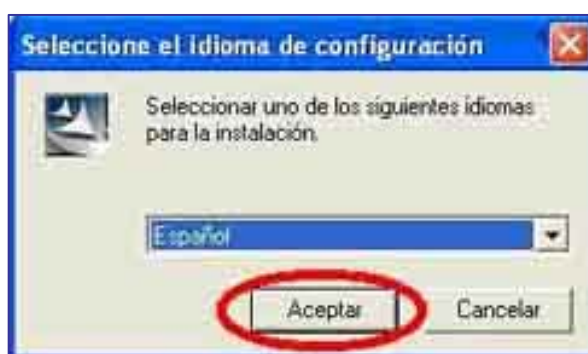 Seleccione el idioma de configuración
Seleccionar uno de los siguientes idiomas
para la instalación.
Español
Aceptar
Cancelar